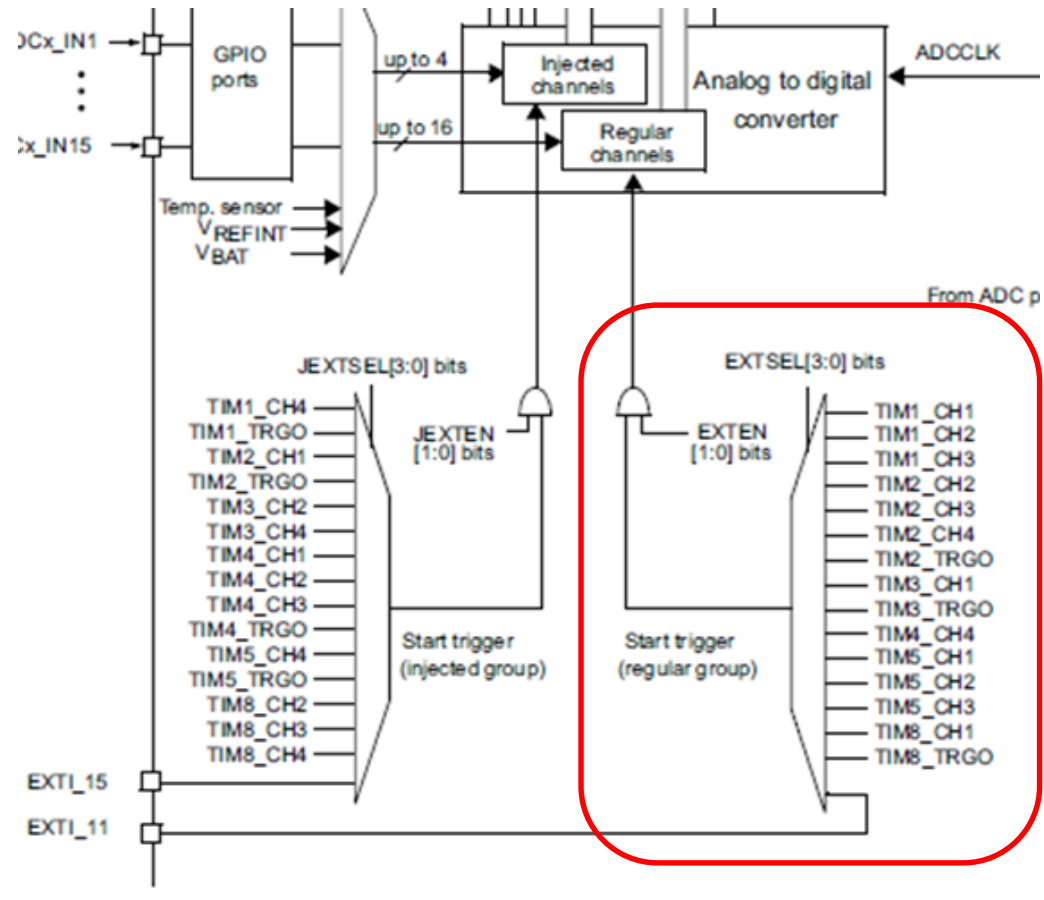 DCx_IN1
GPIO
ports
up to 4
Injected
channels
Analog to digital
converter
ADCCLK
Cx_IN15
up to 16
Regular
channels
Temp. sensor
VREFINT
VBAT
From ADC p
JEXTSEL[3:0] bits
EXTSEL[3:0] bits
TIM1_CH4
TIM1_TRGO
TIM2_CH1
TIM2_TRGO
TIM3_CH2
TIM3_CH4
TIM4_CH1
TIM4_CH2
TIM4_CH3
TIM4_TRGO
TIM5_CH4
TIM5_TRGO
TIM8_CH2
TIM8_CH3
TIM8_CH4
JEXTEN
[1:0] bits
EXTEN
[1:0] bits
Start trigger
(injected group)
Start trigger
(regular group)
TIM1_CH1
TIM1_CH2
TIM1_CH3
TIM2_CH2
TIM2_CH3
TIM2_CH4
TIM2_TRGO
TIM3_CH1
TIM3_TRGO
TIM4_CH4
TIM5_CH1
TIM5_CH2
TIM5_CH3
TIM8_CH1
TIM8_TRGO
EXTI_15
EXTI_11